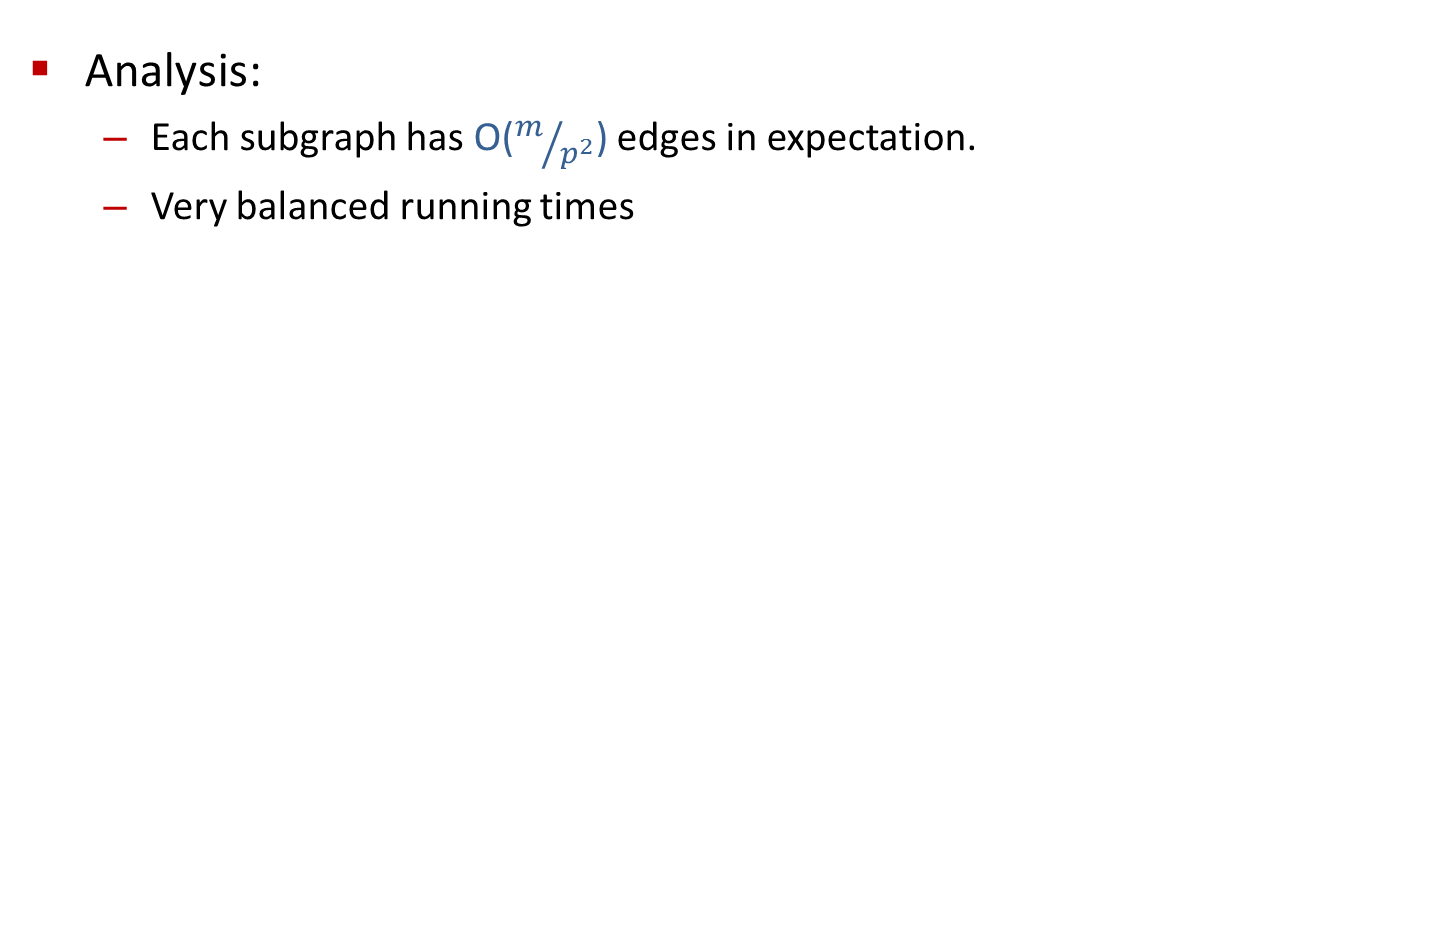 ▪ Analysis:
– Each subgraph has O(m/p²) edges in expectation.
– Very balanced running times